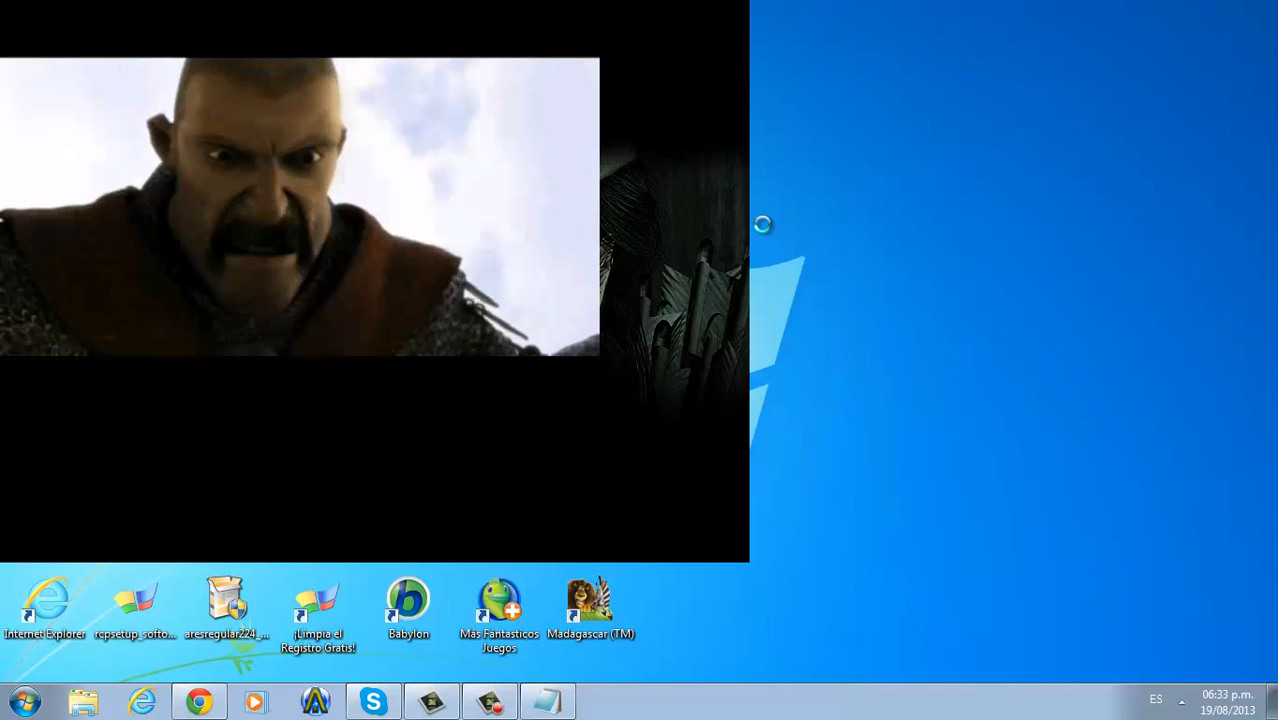 Internet Explorer
rcpsetup_softo...
aresregular224_...
¡Limpia el
Registro Gratis!
Babylon
Más Fantásticos
Juegos
Madagascar (TM)
ES
06:33 p.m.
19/08/2013